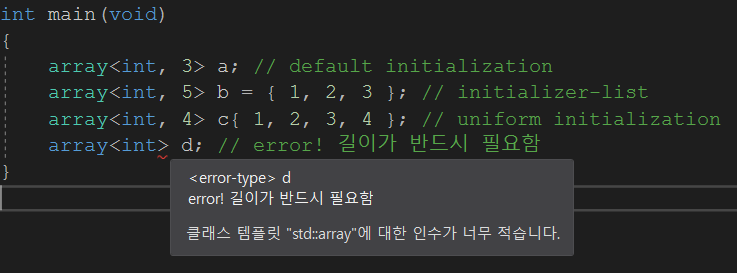 int main(void)
{
array<int, 3> a; // default initialization
array<int, 5> b = { 1, 2, 3 }; // initializer-list
array<int, 4> c{ 1, 2, 3, 4 }; // uniform initialization
array<int> d; // error! 길이가 반드시 필요함
}
<error-type> d
error! 길이가 반드시 필요함
클래스 템플릿 "std::array"에 대한 인수가 너무 적습니다.